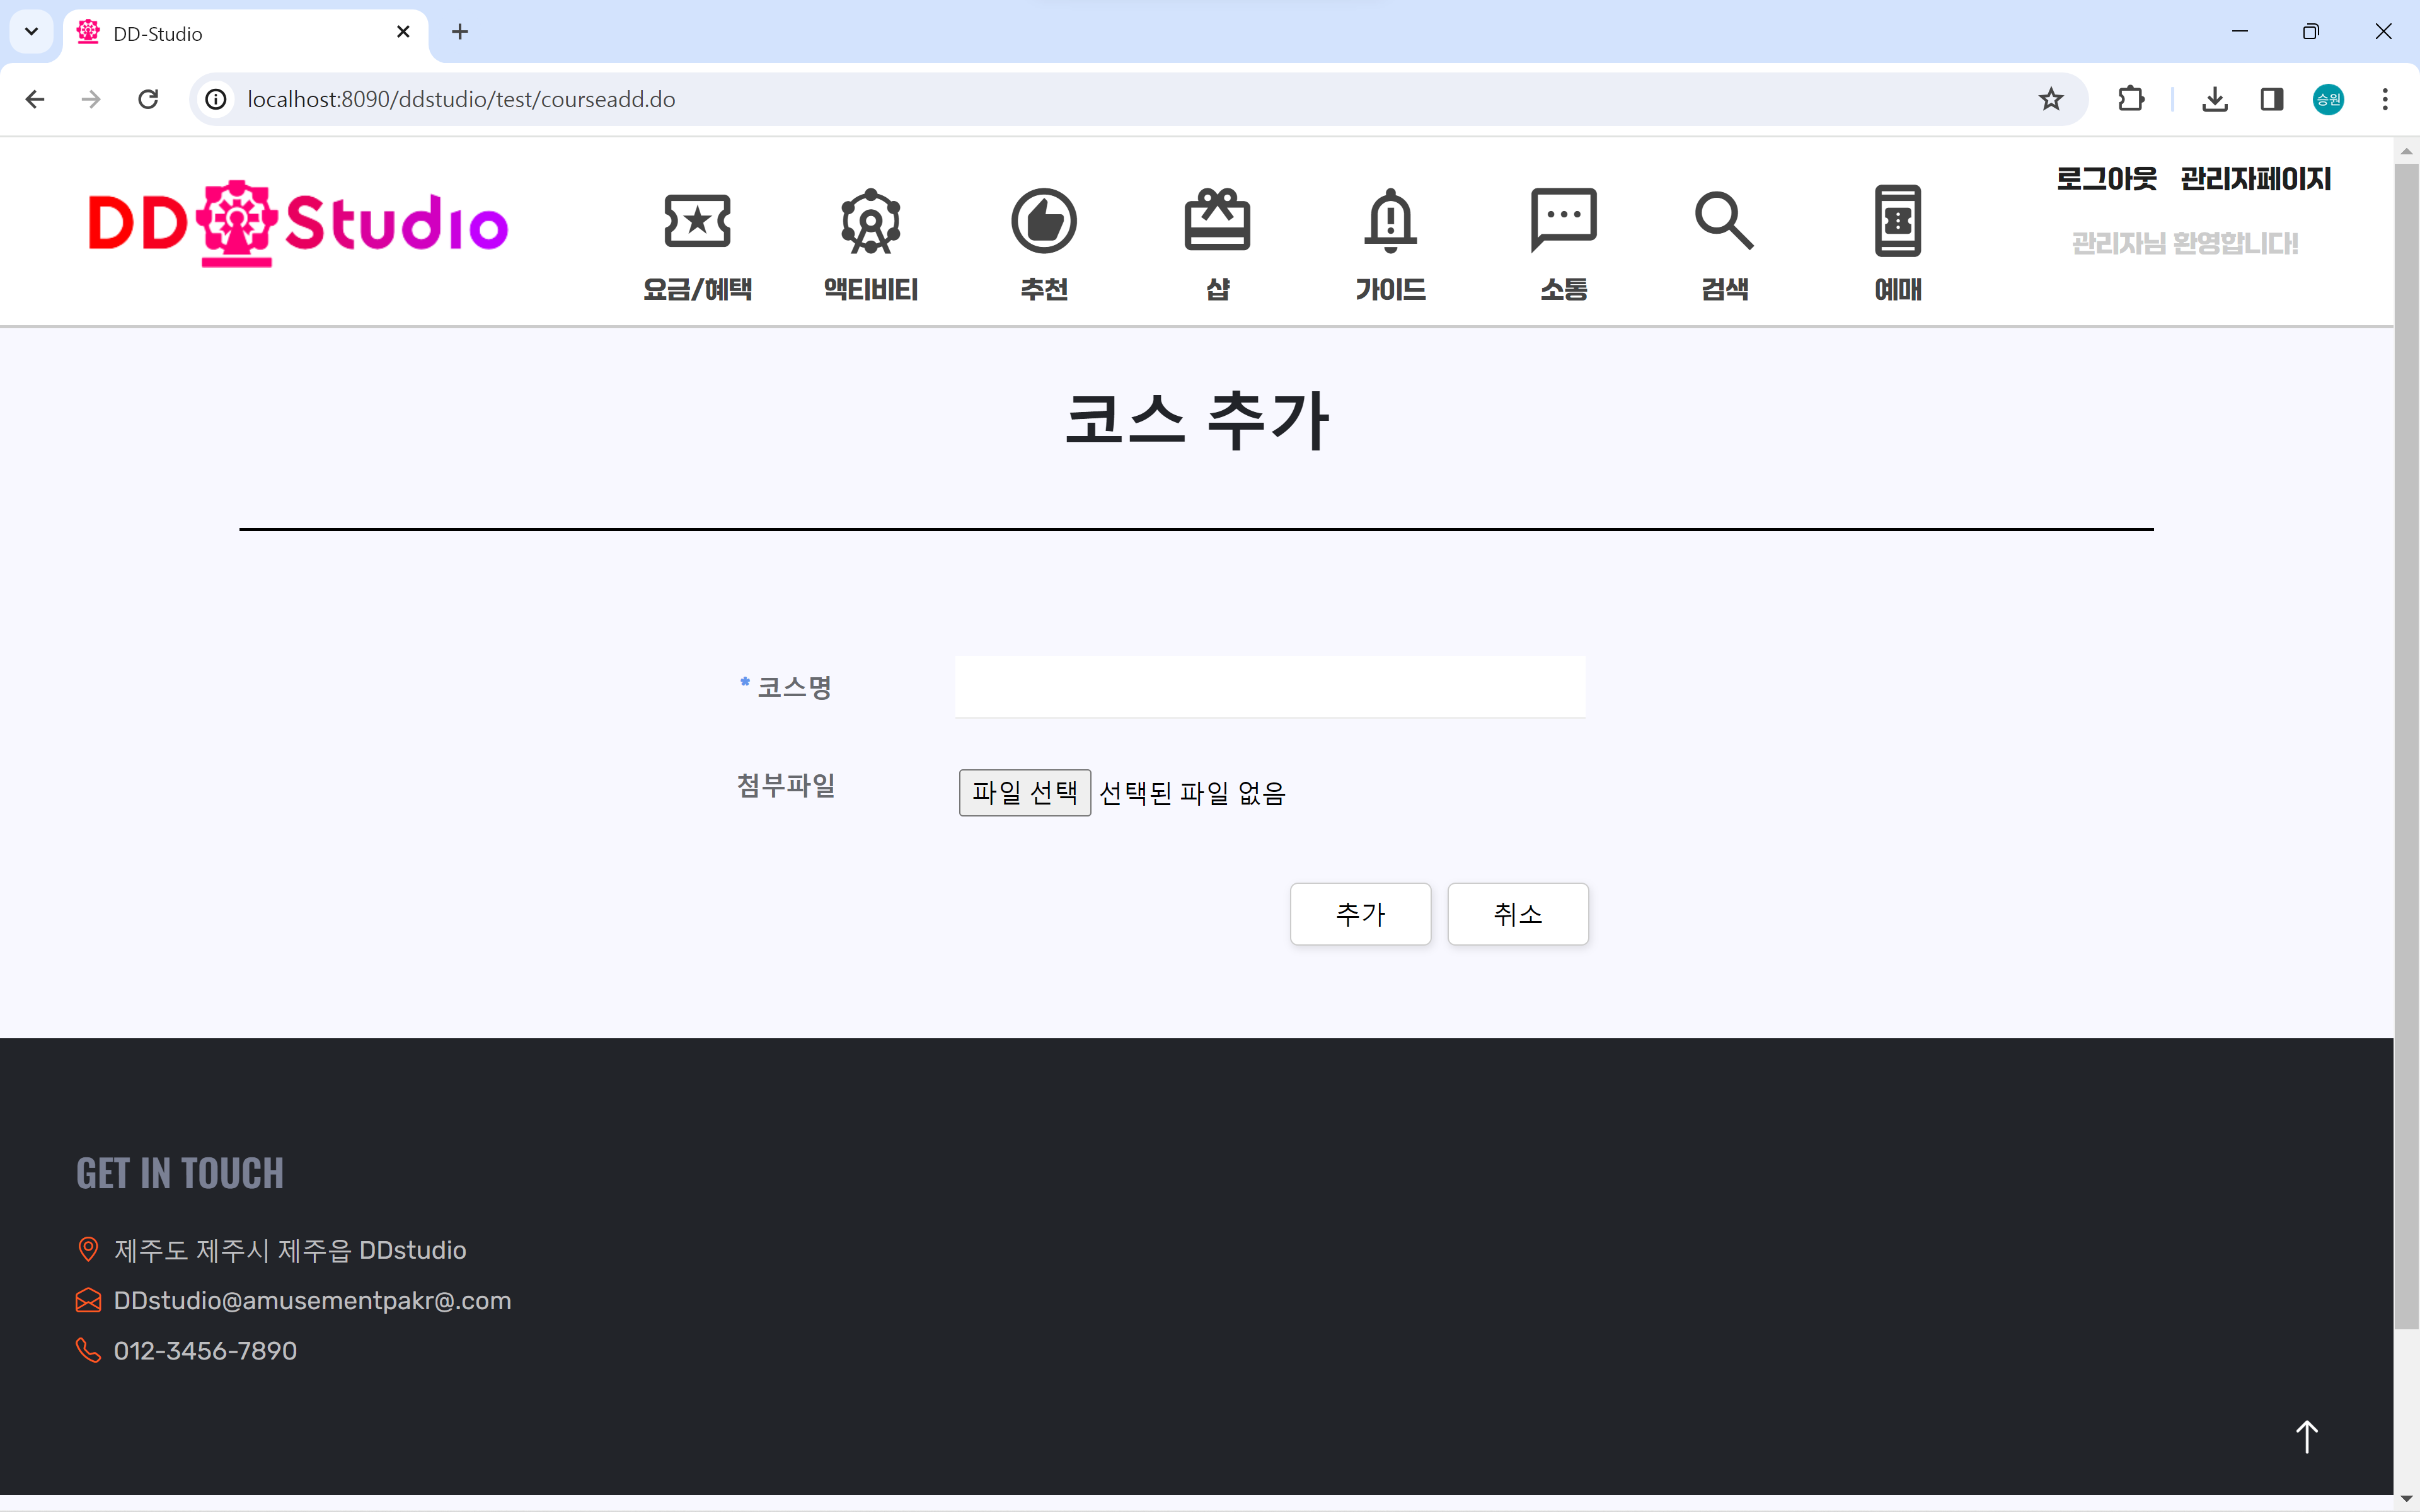 DD-Studio
localhost:8090/ddstudio/test/courseadd.do
승원
DD Studio
로그아웃 관리자페이지
관리자님 환영합니다!
요금/혜택 액티비티 추천 샵 가이드 소통 검색 예매
코스 추가
* 코스명
첨부파일 파일 선택 선택된 파일 없음
추가 취소
GET IN TOUCH
제주도 제주시 제주읍 DDstudio
DDstudio@amusementpakr@.com
012-3456-7890